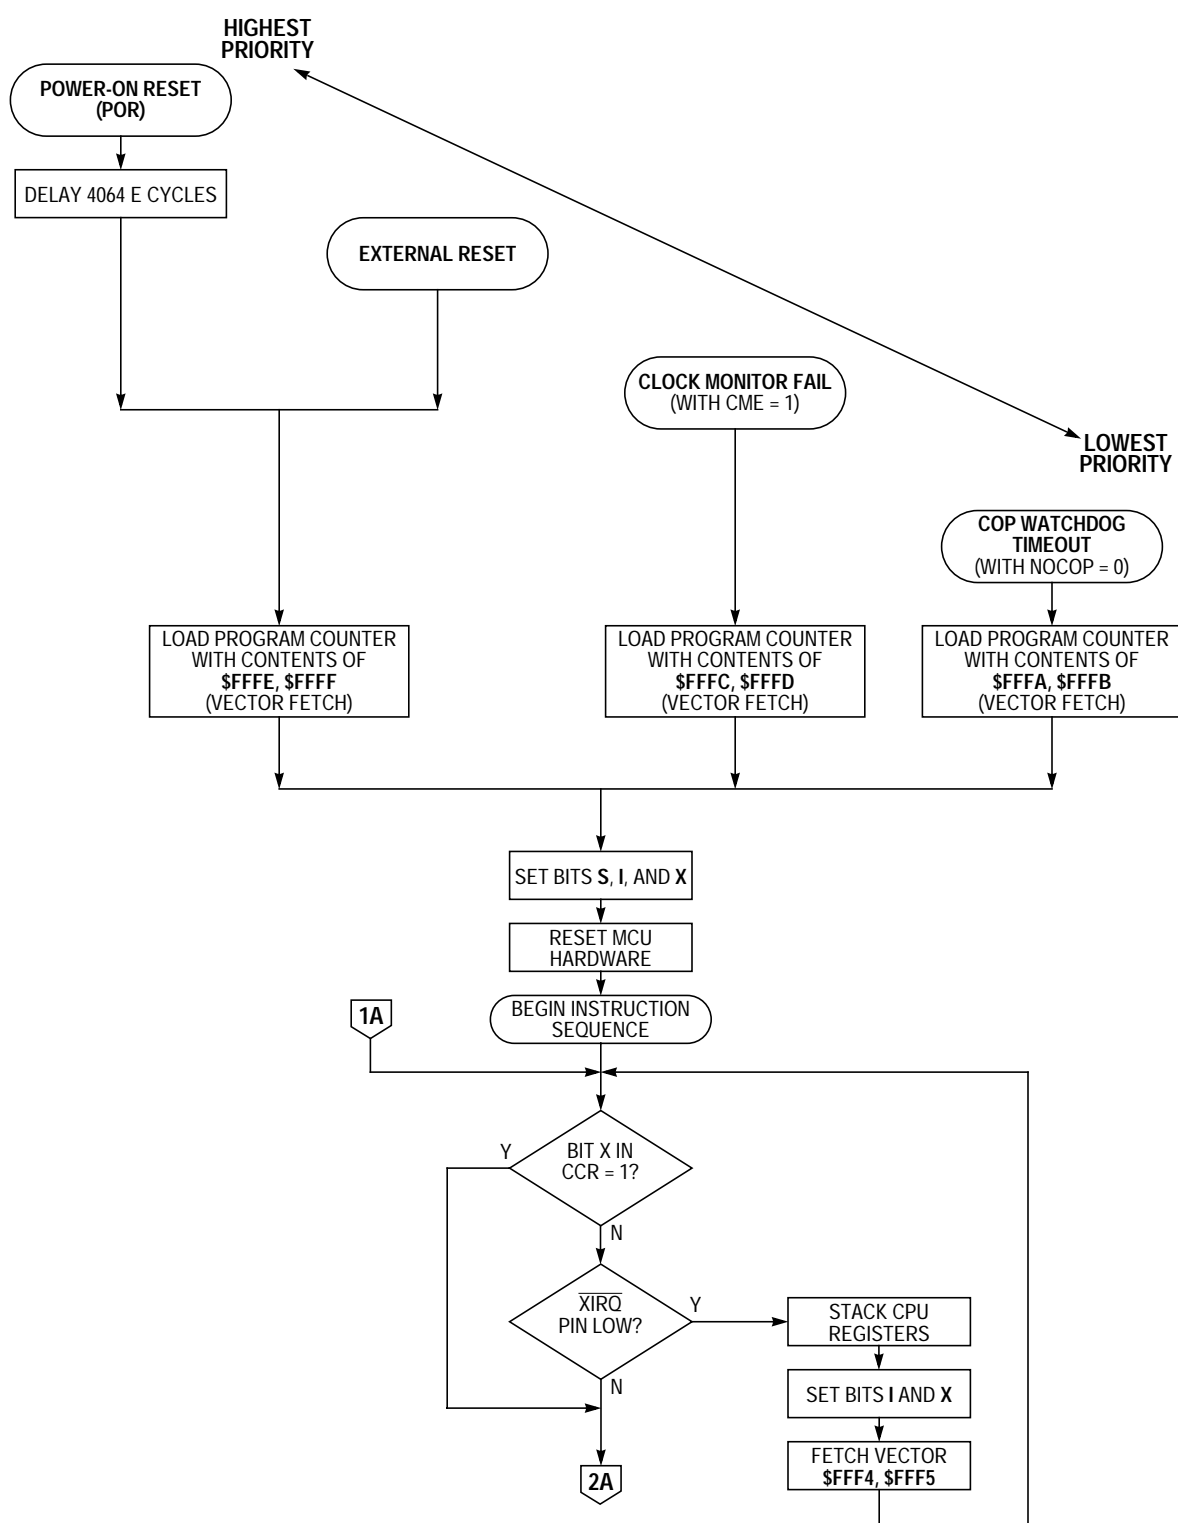 HIGHEST
PRIORITY
POWER-ON RESET
(POR)
DELAY 4064 E CYCLES
EXTERNAL RESET
CLOCK MONITOR FAIL
(WITH CME = 1)
LOWEST
PRIORITY
COP WATCHDOG
TIMEOUT
(WITH NOCOP = 0)
LOAD PROGRAM COUNTER
WITH CONTENTS OF
$FFFE, $FFFF
(VECTOR FETCH)
LOAD PROGRAM COUNTER
WITH CONTENTS OF
$FFFC, $FFFD
(VECTOR FETCH)
LOAD PROGRAM COUNTER
WITH CONTENTS OF
$FFFA, $FFFB
(VECTOR FETCH)
SET BITS S, I, AND X
RESET MCU
HARDWARE
1A
BEGIN INSTRUCTION
SEQUENCE
Y
BIT X IN
CCR = 1?
N
XIRQ
PIN LOW?
Y
STACK CPU
REGISTERS
N
SET BITS I AND X
2A
FETCH VECTOR
$FFF4, $FFF5